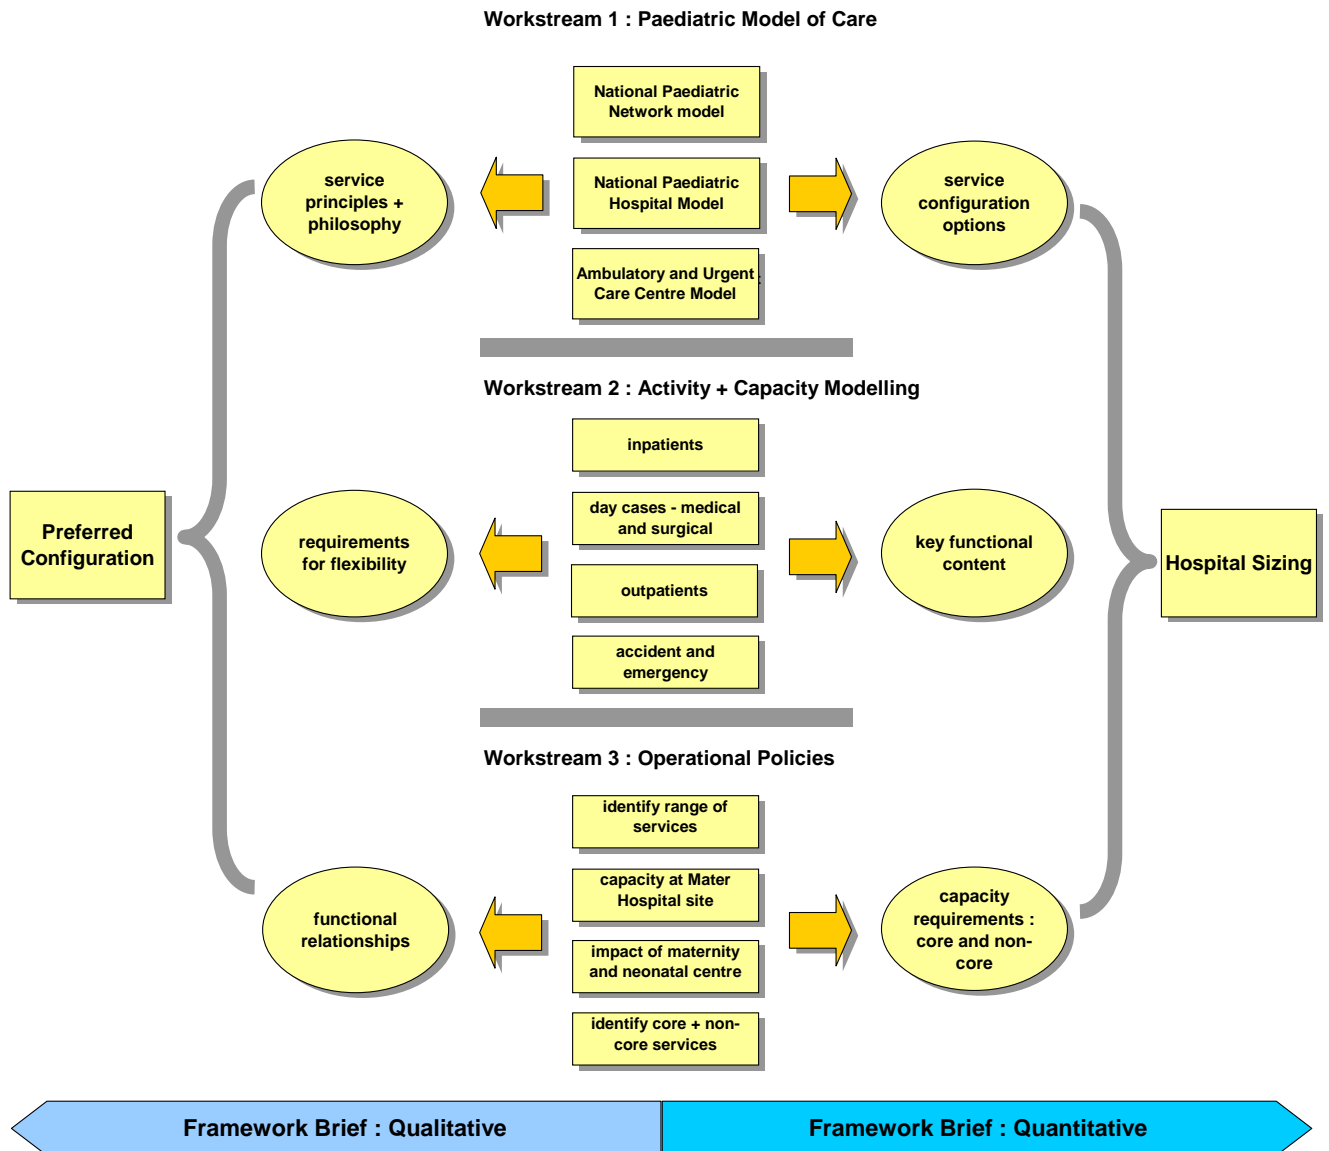 Workstream 1 : Paediatric Model of Care
National Paediatric
Network model
service
principles +
philosophy
National Paediatric
Hospital Model
service
configuration
options
Ambulatory and Urgent
Care Centre Model
Workstream 2 : Activity + Capacity Modelling
inpatients
day cases - medical
and surgical
Preferred
Configuration
requirements
for flexibility
key functional
content
Hospital Sizing
outpatients
accident and
emergency
Workstream 3 : Operational Policies
identify range of
services
capacity at Mater
Hospital site
functional
relationships
capacity
requirements :
core and non-
core
impact of maternity
and neonatal centre
identify core + non-
core services
Framework Brief : Qualitative
Framework Brief : Quantitative